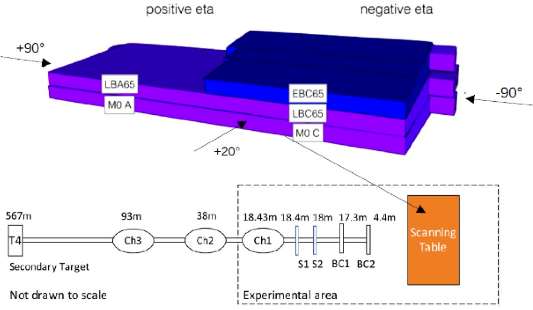 positive eta
negative eta
+90°
-90°
LBA65
EBC65
M0 A
LBC65
M0 C
+20°
567m
93m
38m
18.43m
18.4m
18m
17.3m
4.4m
T4
Ch3
Ch2
Ch1
S1
S2
BC1
BC2
Scanning
Table
Secondary Target
Not drawn to scale
Experimental area